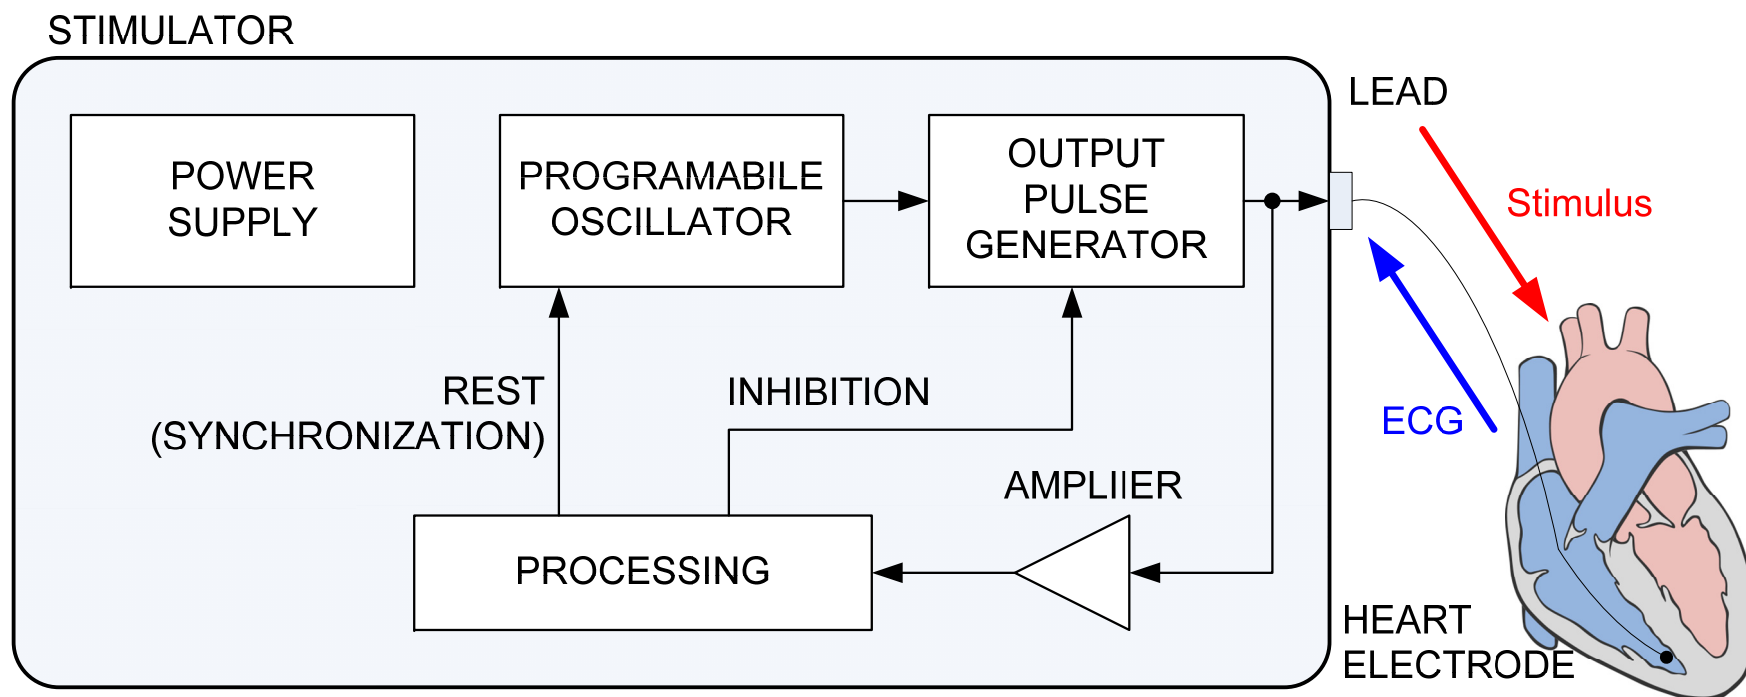 STIMULATOR
POWER
SUPPLY
PROGRAMABILE
OSCILLATOR
OUTPUT
PULSE
GENERATOR
LEAD
Stimulus
ECG
REST
(SYNCHRONIZATION)
INHIBITION
AMPLIIER
PROCESSING
HEART
ELECTRODE